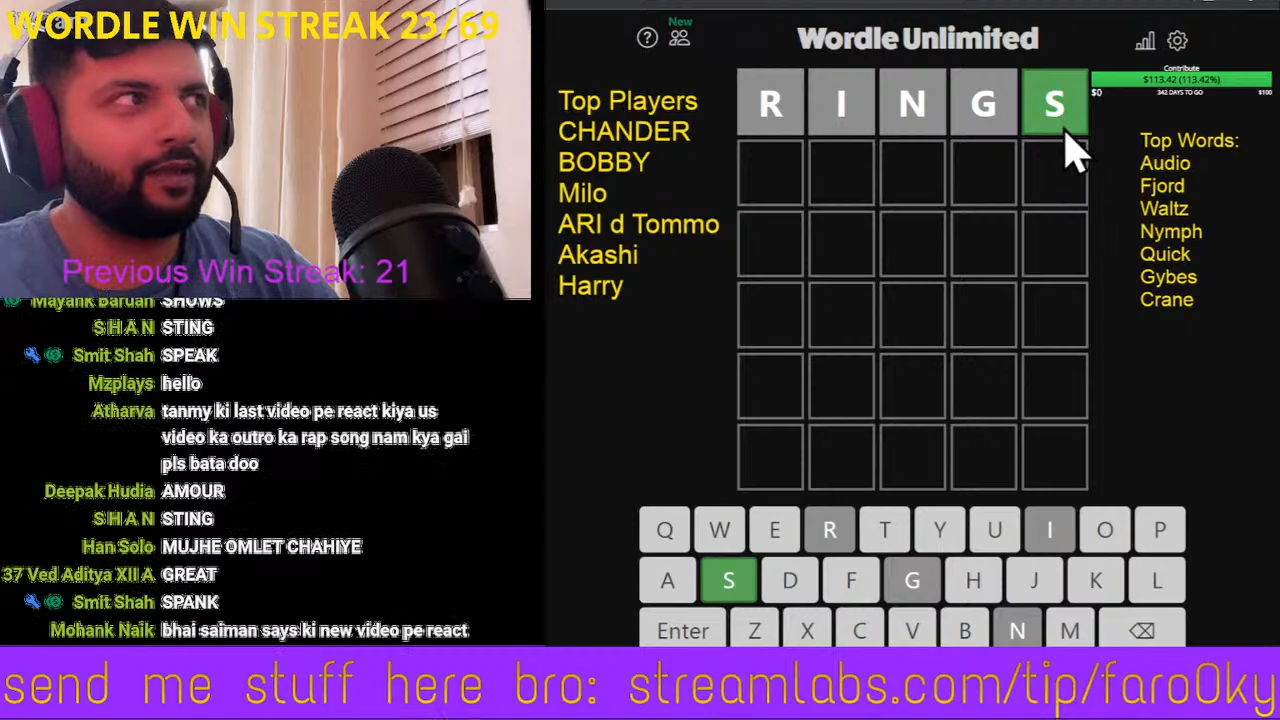 WORDLE WIN STREAK 23/69
Previous Win Streak: 21
Mayank Baruah SHOWS
S H A N STING
Smit Shah SPEAK
Mzplays hello
Atharva tanmy ki last video pe react kiya us
video ka outro ka rap song nam kya gai
pls bata doo
Deepak Hudia AMOUR
S H A N STING
Han Solo MUJHE OMLET CHAHIYE
37 Ved Aditya XII A GREAT
Smit Shah SPANK
Mohank Naik bhai saiman says ki new video pe react
New
Wordle Unlimited
Top Players
CHANDER
BOBBY
Milo
ARI d Tommo
Akashi
Harry
R I N G S
Contribute
$113.42 (113.42%)
$0 342 DAYS TO GO $100
Top Words:
Audio
Fjord
Waltz
Nymph
Quick
Gybes
Crane
Q W E R T Y U I O P
A S D F G H J K L
Enter Z X C V B N M
send me stuff here bro: streamlabs.com/tip/faro0ky